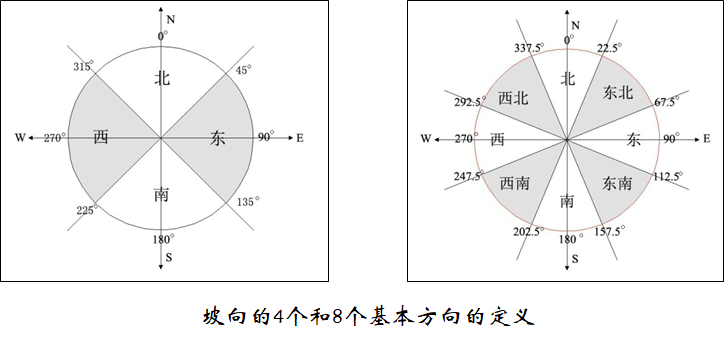 N
0°
315°
45°
北
W
270°
西
东
90°
E
南
225°
135°
180°
S
N
0°
337.5°
22.5°
北
西北
东北
292.5°
67.5°
W
270°
西
东
90°
E
247.5°
112.5°
西南
东南
南
202.5°
157.5°
180°
S
坡向的4个和8个基本方向的定义